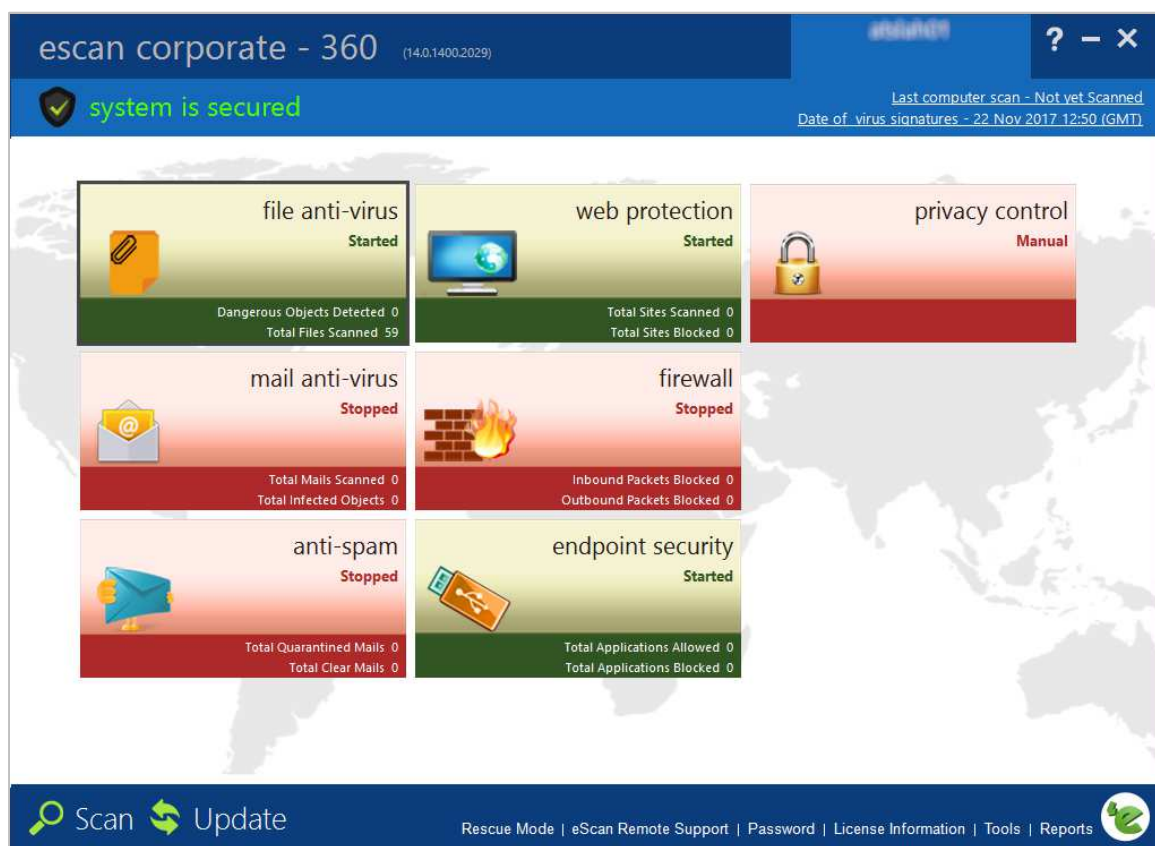 escan corporate - 360 (14.0.1400.2029)
? – ×
system is secured
Last computer scan - Not yet Scanned
Date of virus signatures - 22 Nov 2017 12:50 (GMT)
file anti-virus
Started
Dangerous Objects Detected 0
Total Files Scanned 59
web protection
Started
Total Sites Scanned 0
Total Sites Blocked 0
privacy control
Manual
mail anti-virus
Stopped
Total Mails Scanned 0
Total Infected Objects 0
firewall
Stopped
Inbound Packets Blocked 0
Outbound Packets Blocked 0
anti-spam
Stopped
Total Quarantined Mails 0
Total Clear Mails 0
endpoint security
Started
Total Applications Allowed 0
Total Applications Blocked 0
Scan Update
Rescue Mode | eScan Remote Support | Password | License Information | Tools | Reports